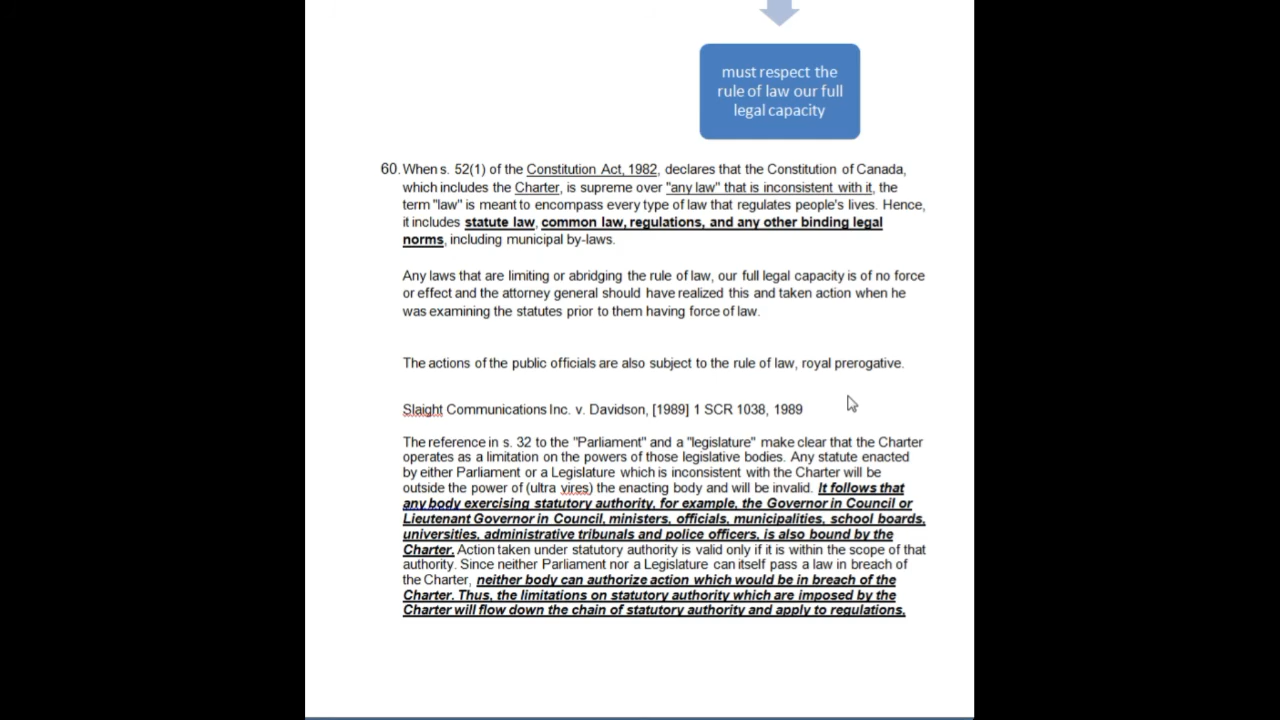 must respect the
rule of law our full
legal capacity
60. When s. 52(1) of the Constitution Act, 1982, declares that the Constitution of Canada,
which includes the Charter, is supreme over "any law" that is inconsistent with it, the
term "law" is meant to encompass every type of law that regulates people's lives. Hence,
it includes statute law, common law, regulations, and any other binding legal
norms, including municipal by-laws.
Any laws that are limiting or abridging the rule of law, our full legal capacity is of no force
or effect and the attorney general should have realized this and taken action when he
was examining the statutes prior to them having force of law.
The actions of the public officials are also subject to the rule of law, royal prerogative.
Slaight Communications Inc. v. Davidson, [1989] 1 SCR 1038, 1989
The reference in s. 32 to the "Parliament" and a "legislature" make clear that the Charter
operates as a limitation on the powers of those legislative bodies. Any statute enacted
by either Parliament or a Legislature which is inconsistent with the Charter will be
outside the power of (ultra vires) the enacting body and will be invalid. It follows that
any body exercising statutory authority, for example, the Governor in Council or
Lieutenant Governor in Council, ministers, officials, municipalities, school boards,
universities, administrative tribunals and police officers, is also bound by the
Charter. Action taken under statutory authority is valid only if it is within the scope of that
authority. Since neither Parliament nor a Legislature can itself pass a law in breach of
the Charter, neither body can authorize action which would be in breach of the
Charter. Thus, the limitations on statutory authority which are imposed by the
Charter will flow down the chain of statutory authority and apply to regulations,